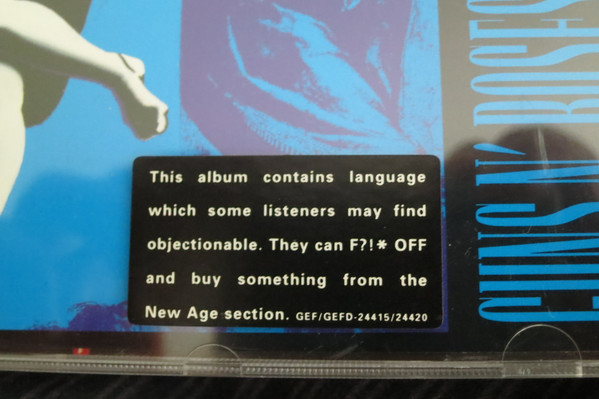 This album contains language
which some listeners may find
objectionable. They can F?!* OFF
and buy something from the
New Age section. GEF/GEFD-24415/24420
GUNS N' ROSES